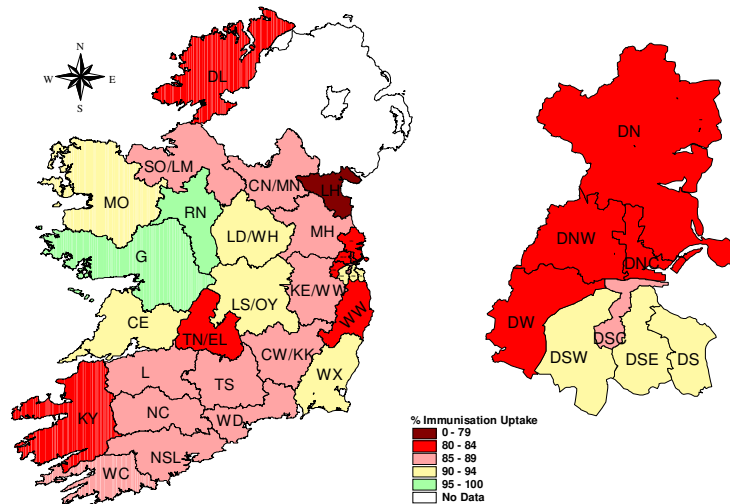 N
W E
S
DL
SO/LM
CN/MN
LH
MO
RN
MH
LD/WH
G
KE/WW
LS/OY
CE
WW
TN/EL
CW/KK
L
TS
WX
KY
NC
WD
NSL
WC
DN
DNW
DNC
DW
DSC
DSW
DSE
DS
% Immunisation Uptake
0 - 79
80 - 84
85 - 89
90 - 94
95 - 100
No Data